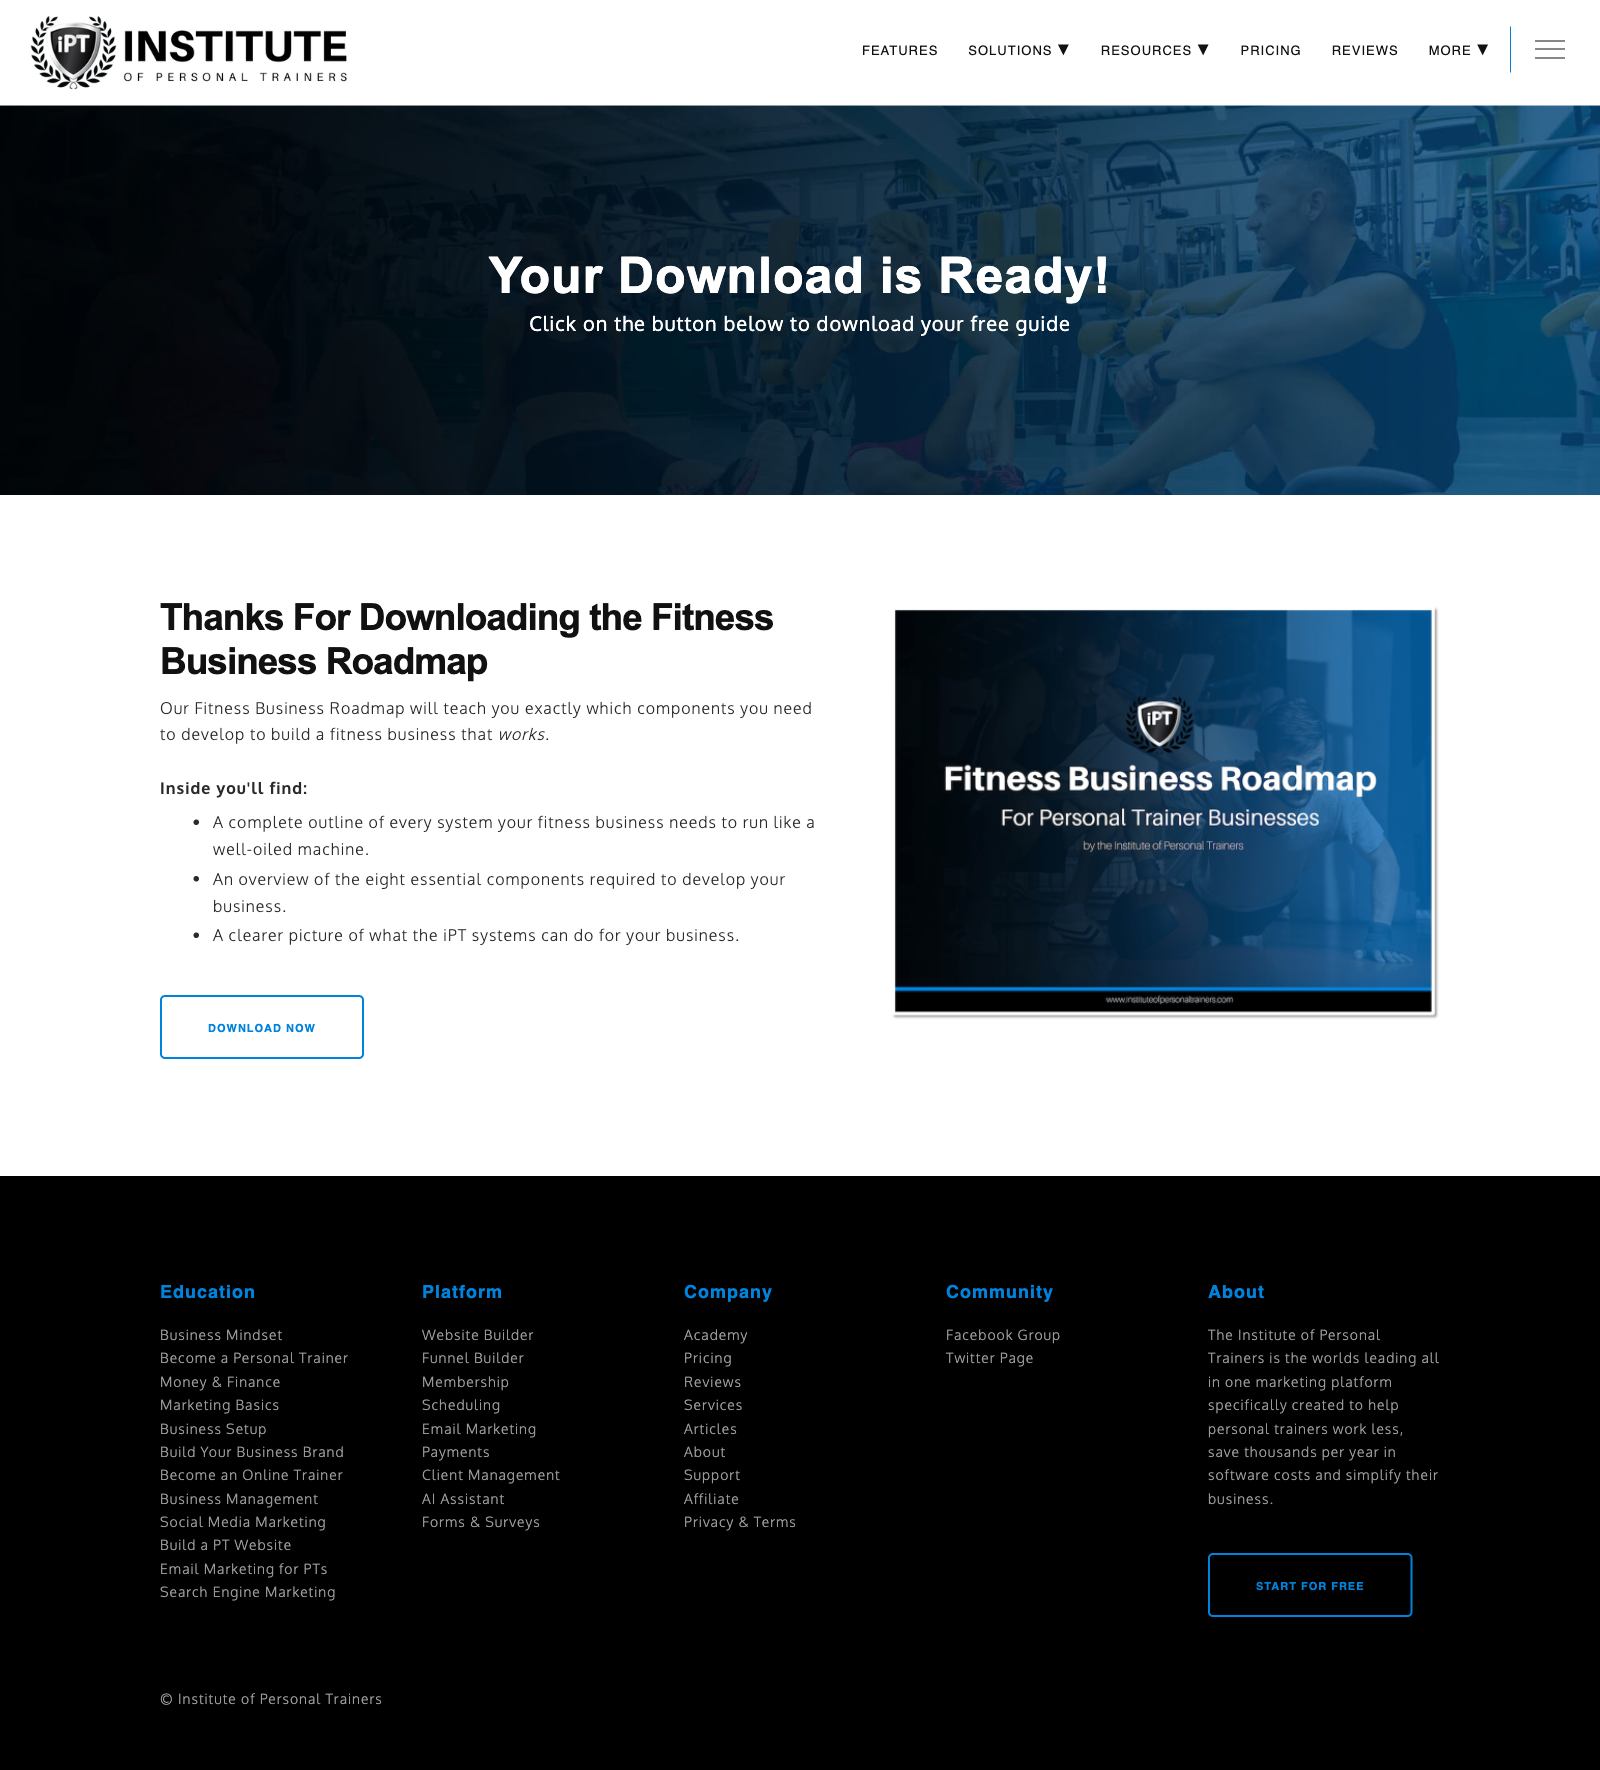 iPT INSTITUTE
OF PERSONAL TRAINERS
FEATURES SOLUTIONS ▼ RESOURCES ▼ PRICING REVIEWS MORE ▼
Your Download is Ready!
Click on the button below to download your free guide
Thanks For Downloading the Fitness
Business Roadmap
Our Fitness Business Roadmap will teach you exactly which components you need
to develop to build a fitness business that works.
Inside you'll find:
• A complete outline of every system your fitness business needs to run like a
well-oiled machine.
• An overview of the eight essential components required to develop your
business.
• A clearer picture of what the iPT systems can do for your business.
DOWNLOAD NOW
iPT
Fitness Business Roadmap
For Personal Trainer Businesses
by the Institute of Personal Trainers
www.instituteofpersonaltrainers.com
Education
Business Mindset
Become a Personal Trainer
Money & Finance
Marketing Basics
Business Setup
Build Your Business Brand
Become an Online Trainer
Business Management
Social Media Marketing
Build a PT Website
Email Marketing for PTs
Search Engine Marketing
Platform
Website Builder
Funnel Builder
Membership
Scheduling
Email Marketing
Payments
Client Management
AI Assistant
Forms & Surveys
Company
Academy
Pricing
Reviews
Services
Articles
About
Support
Affiliate
Privacy & Terms
Community
Facebook Group
Twitter Page
About
The Institute of Personal
Trainers is the worlds leading all
in one marketing platform
specifically created to help
personal trainers work less,
save thousands per year in
software costs and simplify their
business.
START FOR FREE
© Institute of Personal Trainers